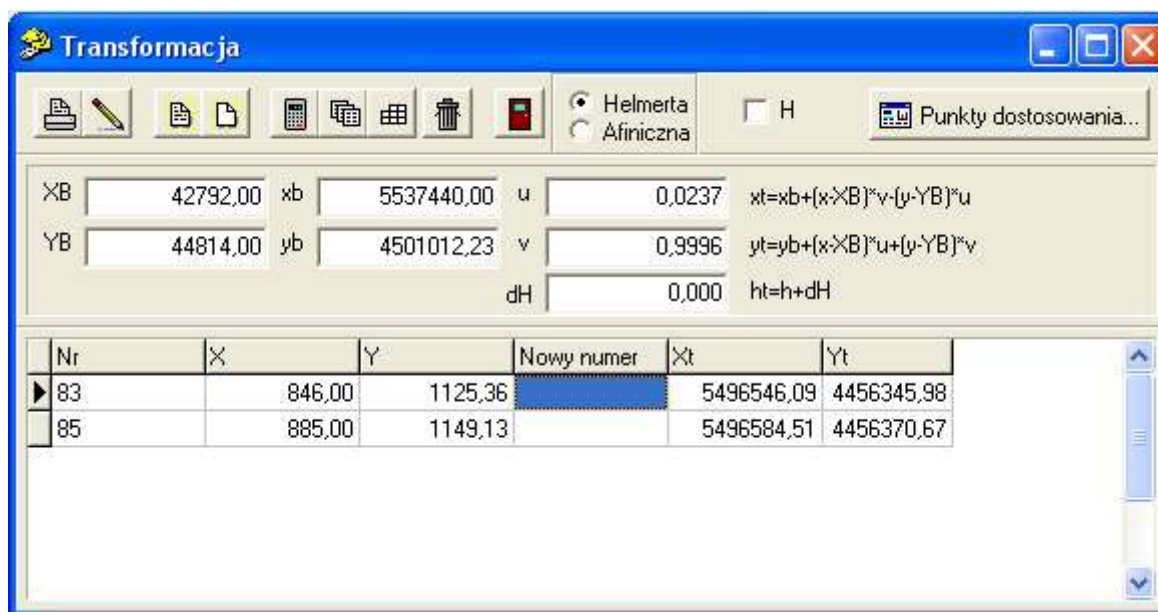 Transformacja
Helmerta
Afiniczna
H
Punkty dostosowania...
XB 42792,00 xb 5537440,00 u 0,0237 xt=xb+(x-XB)*v-(y-YB)*u
YB 44814,00 yb 4501012,23 v 0,9996 yt=yb+(x-XB)*u+(y-YB)*v
dH 0,000 ht=h+dH
Nr X Y Nowy numer Xt Yt
83 846,00 1125,36 5496546,09 4456345,98
85 885,00 1149,13 5496584,51 4456370,67